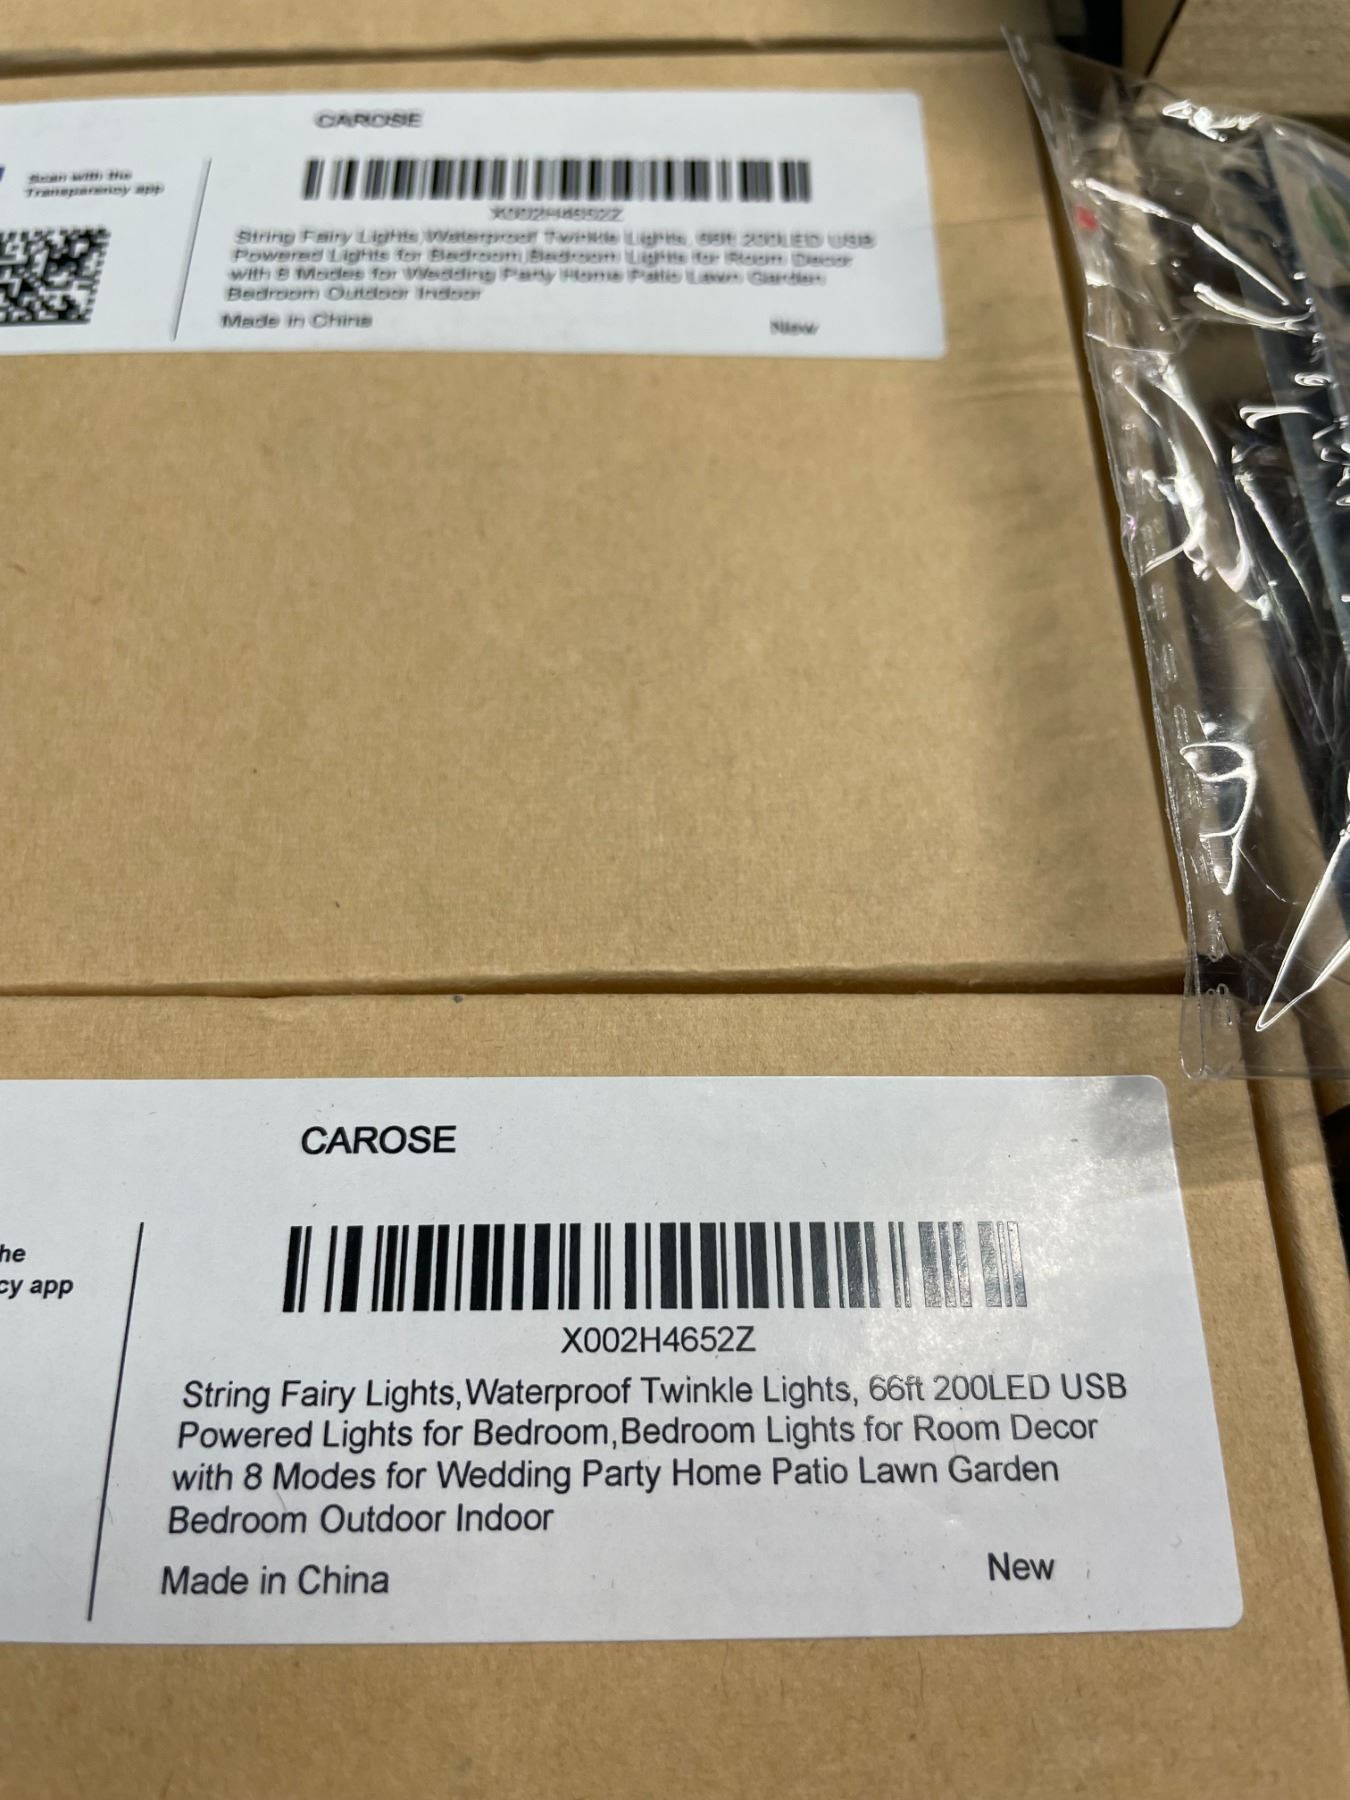 CAROSE
Scan with the
Transparency app
X002H4652Z
String Fairy Lights,Waterproof Twinkle Lights, 66ft 200LED USB
Powered Lights for Bedroom,Bedroom Lights for Room Decor
with 8 Modes for Wedding Party Home Patio Lawn Garden
Bedroom Outdoor Indoor
Made in China
New
CAROSE
he
cy app
X002H4652Z
String Fairy Lights,Waterproof Twinkle Lights, 66ft 200LED USB
Powered Lights for Bedroom,Bedroom Lights for Room Decor
with 8 Modes for Wedding Party Home Patio Lawn Garden
Bedroom Outdoor Indoor
Made in China
New